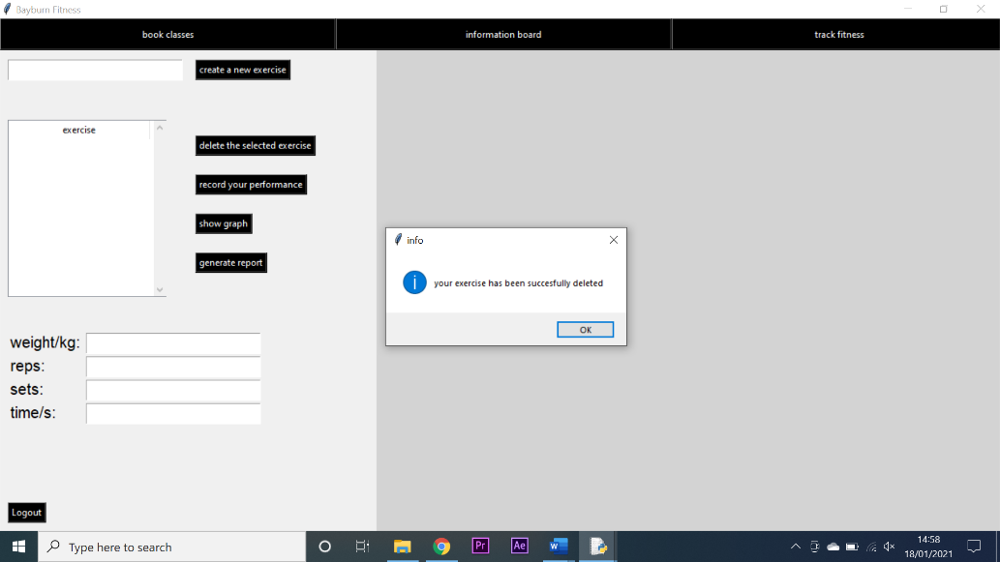 Bayburn Fitness
book classes
information board
track fitness
create a new exercise
exercise
delete the selected exercise
record your performance
show graph
generate report
info
i
your exercise has been succesfully deleted
OK
weight/kg:
reps:
sets:
time/s:
Logout
Type here to search
Pr
Ae
W
14:58
18/01/2021